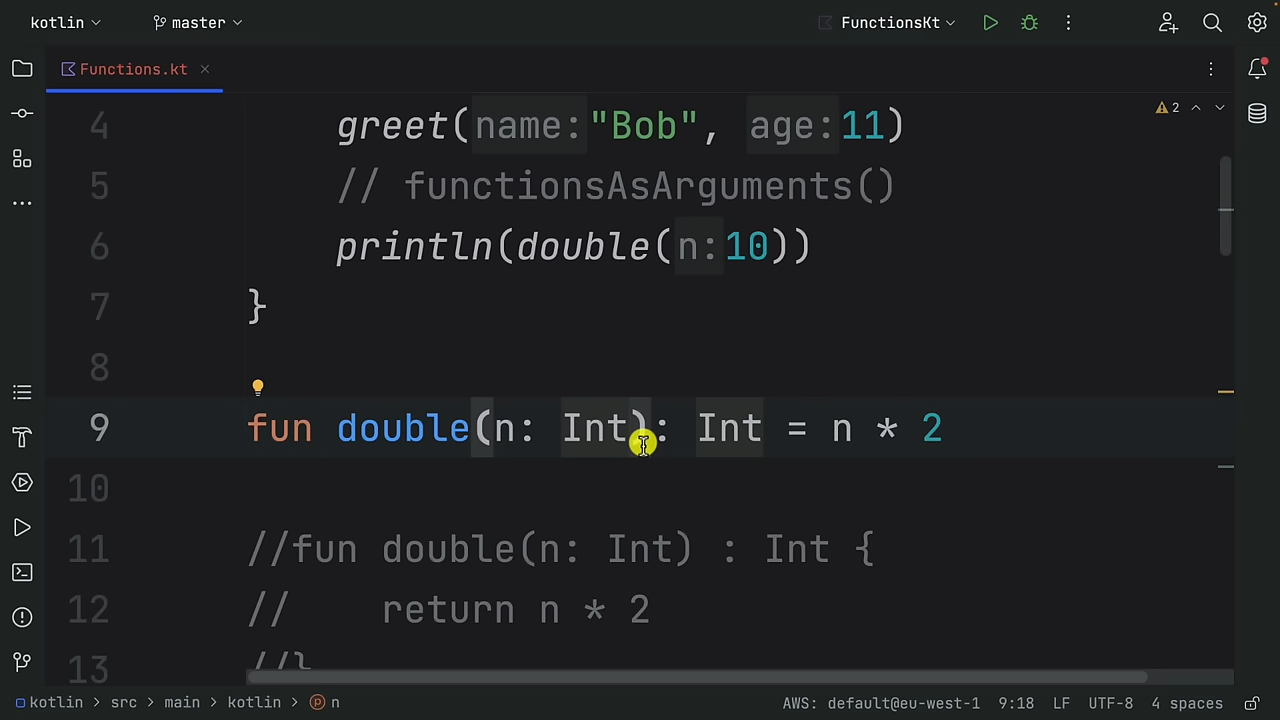 kotlin master FunctionsKt
Functions.kt
4 greet(name: "Bob", age: 11)
2
5 // functionsAsArguments()
6 println(double(n: 10))
7 }
8
9 fun double(n: Int): Int = n * 2
10
11 //fun double(n: Int) : Int {
12 // return n * 2
13 //}
kotlin > src > main > kotlin > n AWS: default@eu-west-1 9:18 LF UTF-8 4 spaces